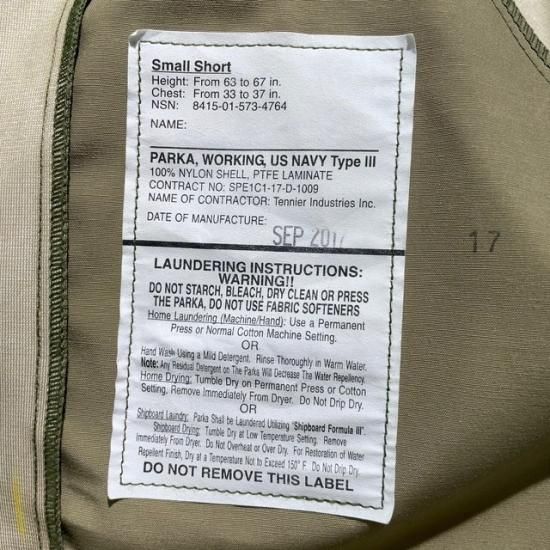 Small Short
Height: From 63 to 67 in.
Chest: From 33 to 37 in.
NSN: 8415-01-573-4764
NAME:
PARKA, WORKING, US NAVY Type III
100% NYLON SHELL, PTFE LAMINATE
CONTRACT NO: SPE1C1-17-D-1009
NAME OF CONTRACTOR: Tennier Industries Inc.
DATE OF MANUFACTURE:
SEP 2017
17
LAUNDERING INSTRUCTIONS:
WARNING!!
DO NOT STARCH, BLEACH, DRY CLEAN OR PRESS
THE PARKA, DO NOT USE FABRIC SOFTENERS
Home Laundering (Machine/Hand): Use a Permanent
Press or Normal Cotton Machine Setting.
OR
Hand Wash Using a Mild Detergent. Rinse Thoroughly in Warm Water.
Note: Any Residual Detergent on The Parka Will Decrease The Water Repellency.
Home Drying: Tumble Dry on Permanent Press or Cotton
Setting. Remove Immediately From Dryer. Do Not Drip Dry.
OR
Shipboard Laundry: Parka Shall be Laundered Utilizing "Shipboard Formula III".
Shipboard Drying: Tumble Dry at Low Temperature Setting. Remove
Immediately From Dryer. Do Not Overheat or Over Dry. For Restoration of Water
Repellent Finish, Dry at a Temperature Not to Exceed 150° F. Do Not Drip Dry.
DO NOT REMOVE THIS LABEL